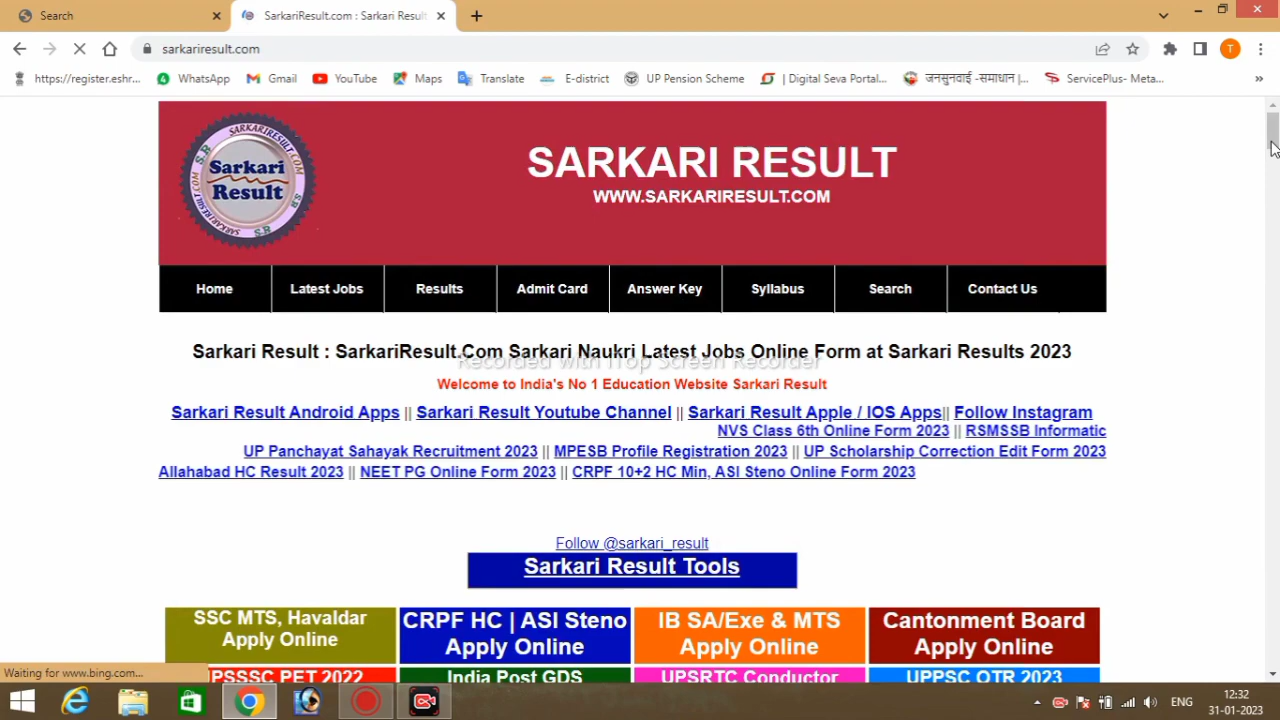 Search
SarkariResult.com : Sarkari Result
sarkariresult.com
T
https://register.eshr...
WhatsApp
Gmail
YouTube
Maps
Translate
E-district
UP Pension Scheme
| Digital Seva Portal...
जनसुनवाई -समाधान |...
ServicePlus- Meta...
SARKARIRESULT.COM
Sarkari
Result
S.R
SARKARI RESULT
WWW.SARKARIRESULT.COM
Home
Latest Jobs
Results
Admit Card
Answer Key
Syllabus
Search
Contact Us
Sarkari Result : SarkariResult.Com Sarkari Naukri Latest Jobs Online Form at Sarkari Results 2023
Recorded with iTop Screen Recorder
Welcome to India's No 1 Education Website Sarkari Result
Sarkari Result Android Apps || Sarkari Result Youtube Channel || Sarkari Result Apple / IOS Apps|| Follow Instagram
NVS Class 6th Online Form 2023 || RSMSSB Informatic
UP Panchayat Sahayak Recruitment 2023 || MPESB Profile Registration 2023 || UP Scholarship Correction Edit Form 2023
Allahabad HC Result 2023 || NEET PG Online Form 2023 || CRPF 10+2 HC Min, ASI Steno Online Form 2023
Follow @sarkari_result
Sarkari Result Tools
SSC MTS, Havaldar
Apply Online
CRPF HC | ASI Steno
Apply Online
IB SA/Exe & MTS
Apply Online
Cantonment Board
Apply Online
PSSSC PET 2022
India Post GDS
UPSRTC Conductor
UPPSC OTR 2023
Waiting for www.bing.com...
ENG
12:32
31-01-2023